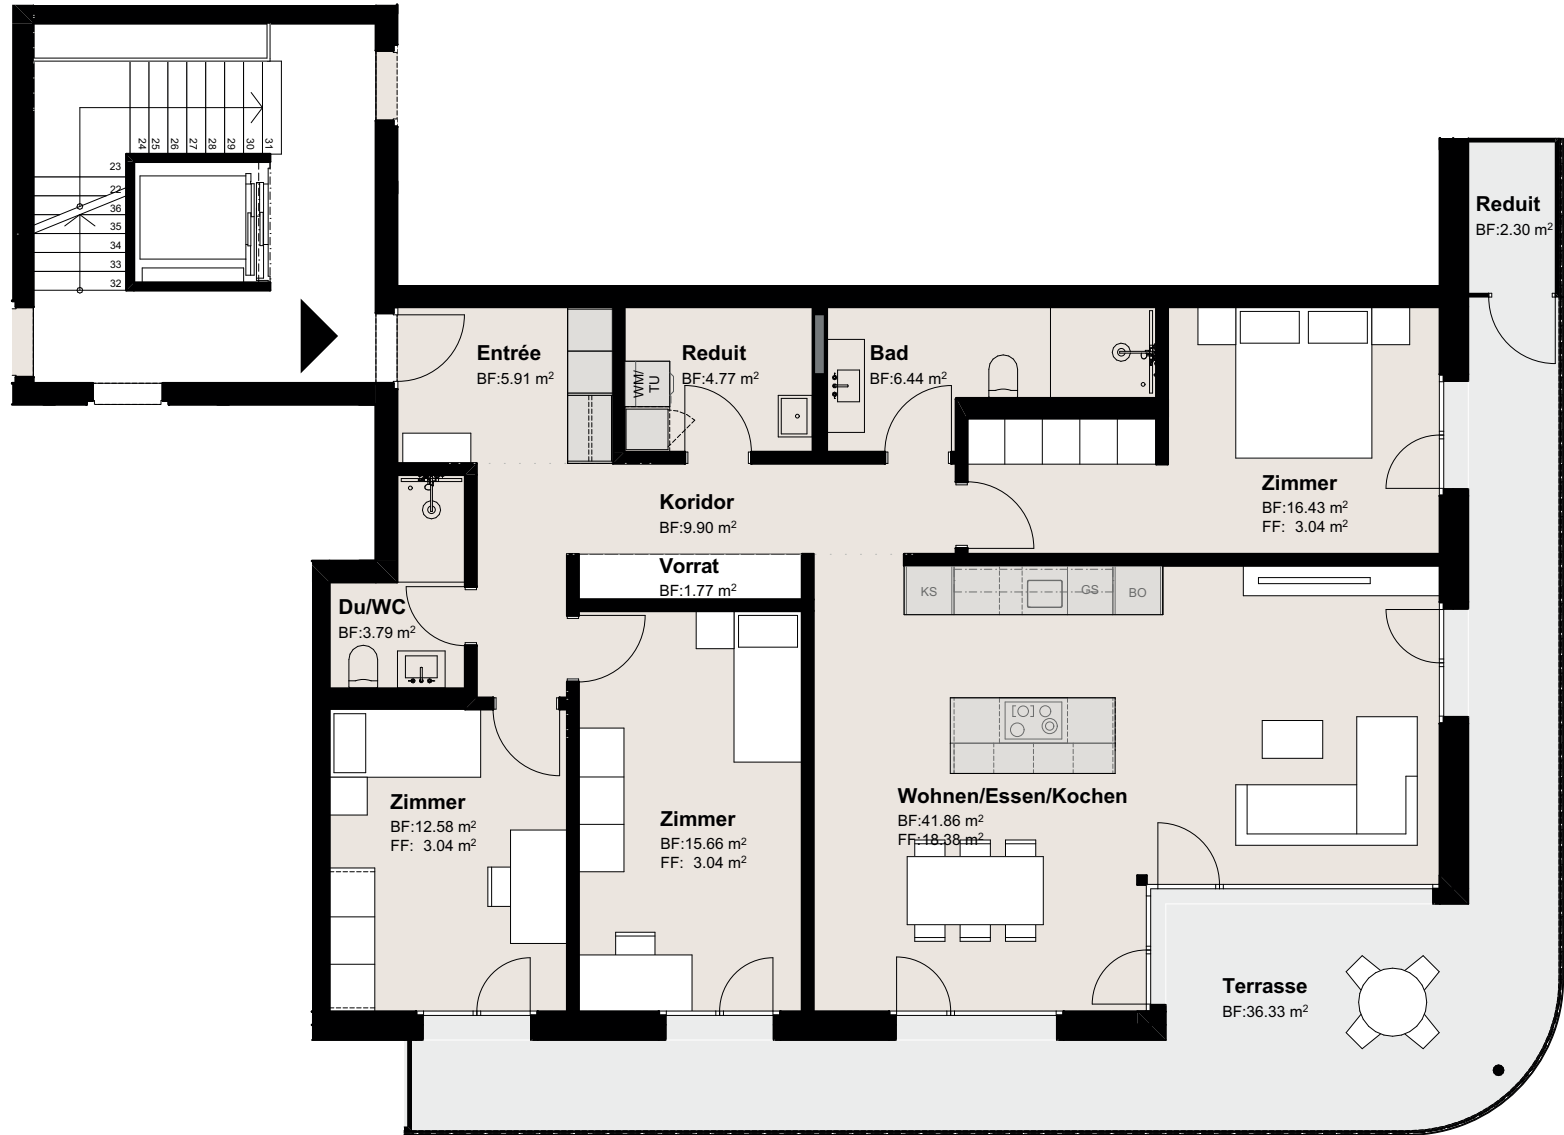 24
25
26
27
28
29
30
31
23
22
36
35
34
33
32
Reduit
BF:2.30 m²
Entrée
BF:5.91 m²
WM/
TU
Reduit
BF:4.77 m²
Bad
BF:6.44 m²
Zimmer
BF:16.43 m²
FF: 3.04 m²
Koridor
BF:9.90 m²
Vorrat
BF:1.77 m²
KS
GS
BO
Du/WC
BF:3.79 m²
Zimmer
BF:12.58 m²
FF: 3.04 m²
Zimmer
BF:15.66 m²
FF: 3.04 m²
Wohnen/Essen/Kochen
BF:41.86 m²
FF:18.38 m²
Terrasse
BF:36.33 m²